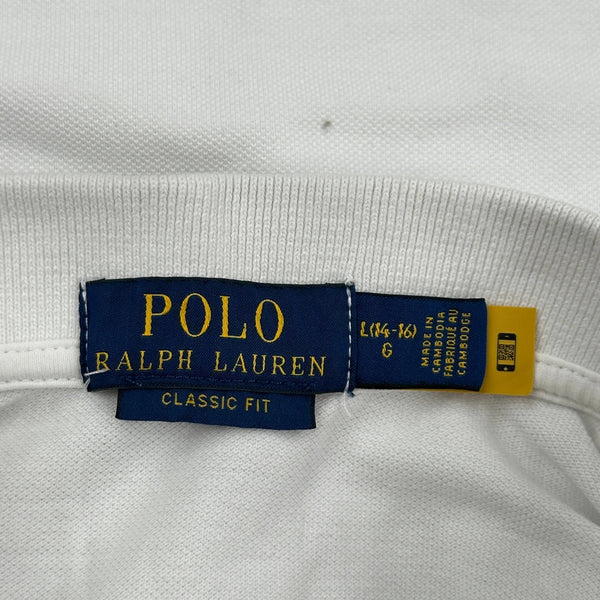 POLO
RALPH LAUREN
CLASSIC FIT
L(14-16)
G
MADE IN
CAMBODIA
FABRIQUÉ AU
CAMBODGE